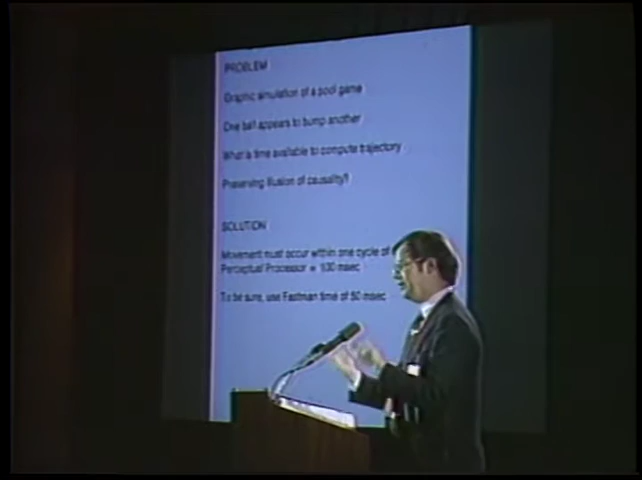 PROBLEM
Graphic simulation of a pool game
One ball appears to bump another
What is time available to compute trajectory
Preserving illusion of causality?
SOLUTION
Movement must occur within one cycle of
Perceptual Processor = 100 msec
To be sure, use Fastman time of 50 msec